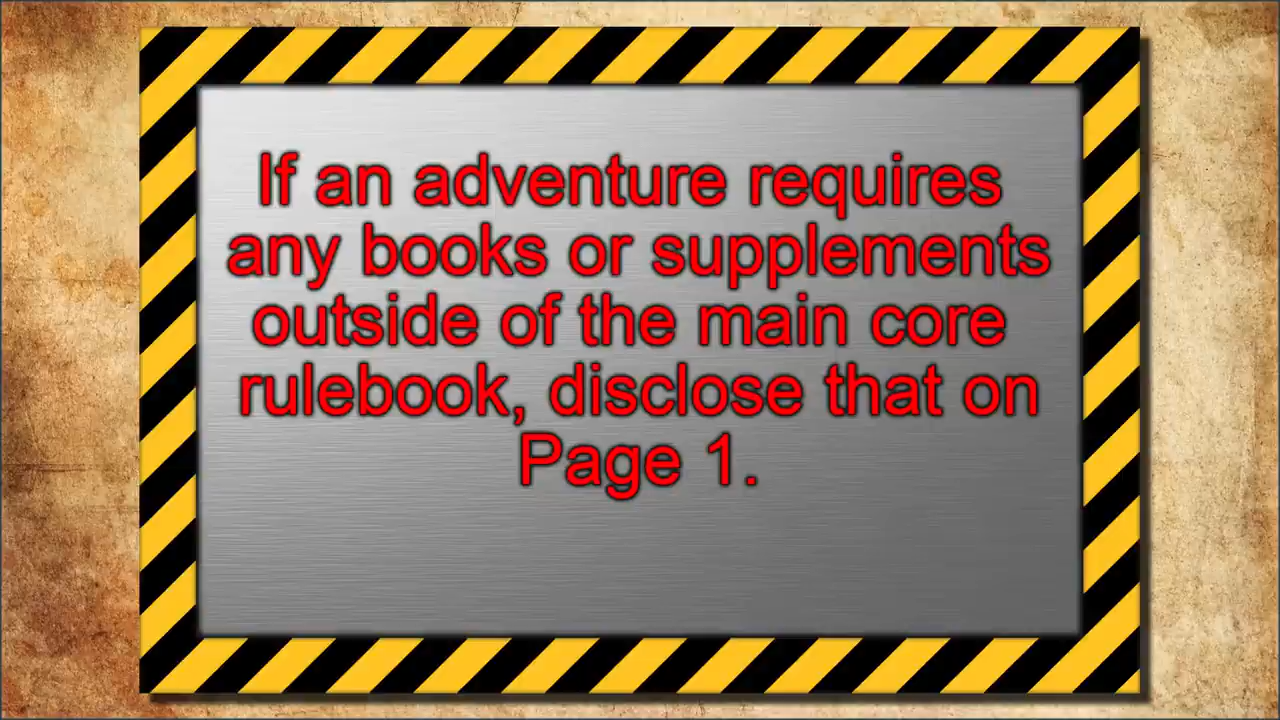 If an adventure requires
any books or supplements
outside of the main core
rulebook, disclose that on
Page 1.